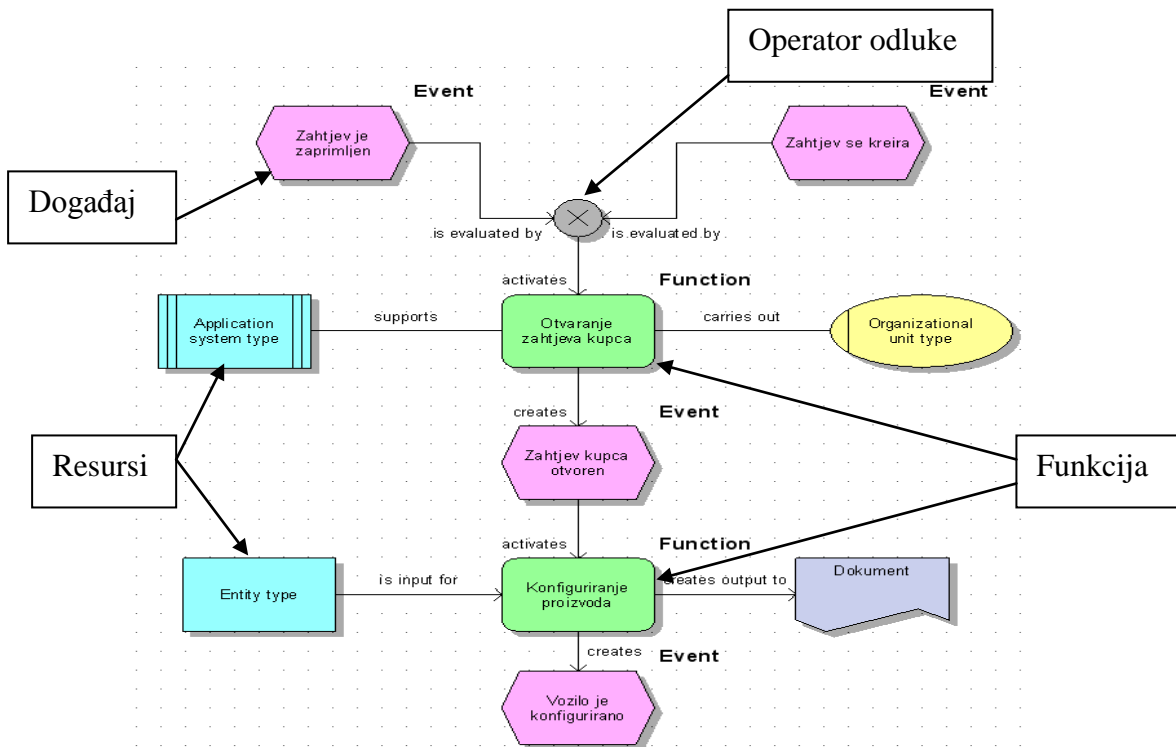 Operator odluke
Event
Event
Zahtjev je
zaprimljen
Zahtjev se kreira
Događaj
is evaluated by
is evaluated by
activates
Function
Application
system type
supports
Otvaranje
zahtjeva kupca
carries out
Organizational
unit type
creates
Event
Resursi
Zahtjev kupca
otvoren
Funkcija
activates
Function
Entity type
is input for
Konfiguriranje
proizvoda
creates output to
Dokument
creates
Event
Vozilo je
konfigurirano